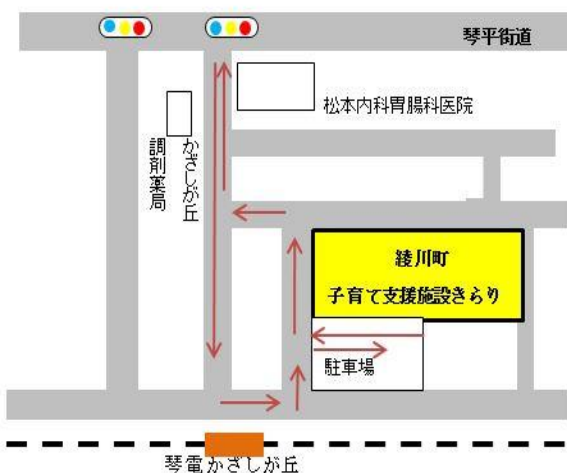 琴平街道
松本内科胃腸科医院
かざしが丘
調剤薬局
綾川町
子育て支援施設きらり
駐車場
琴電かざしが丘